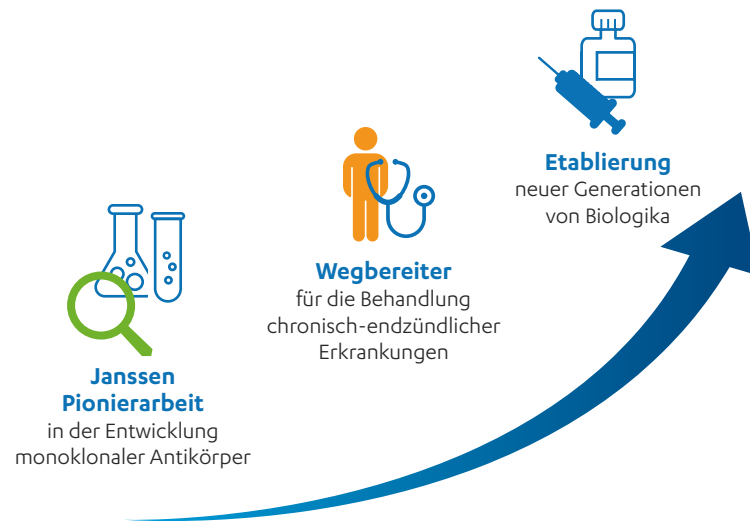 Janssen
Pionierarbeit
in der Entwicklung
monoklonaler Antikörper
Wegbereiter
für die Behandlung
chronisch-endzündlicher
Erkrankungen
Etablierung
neuer Generationen
von Biologika